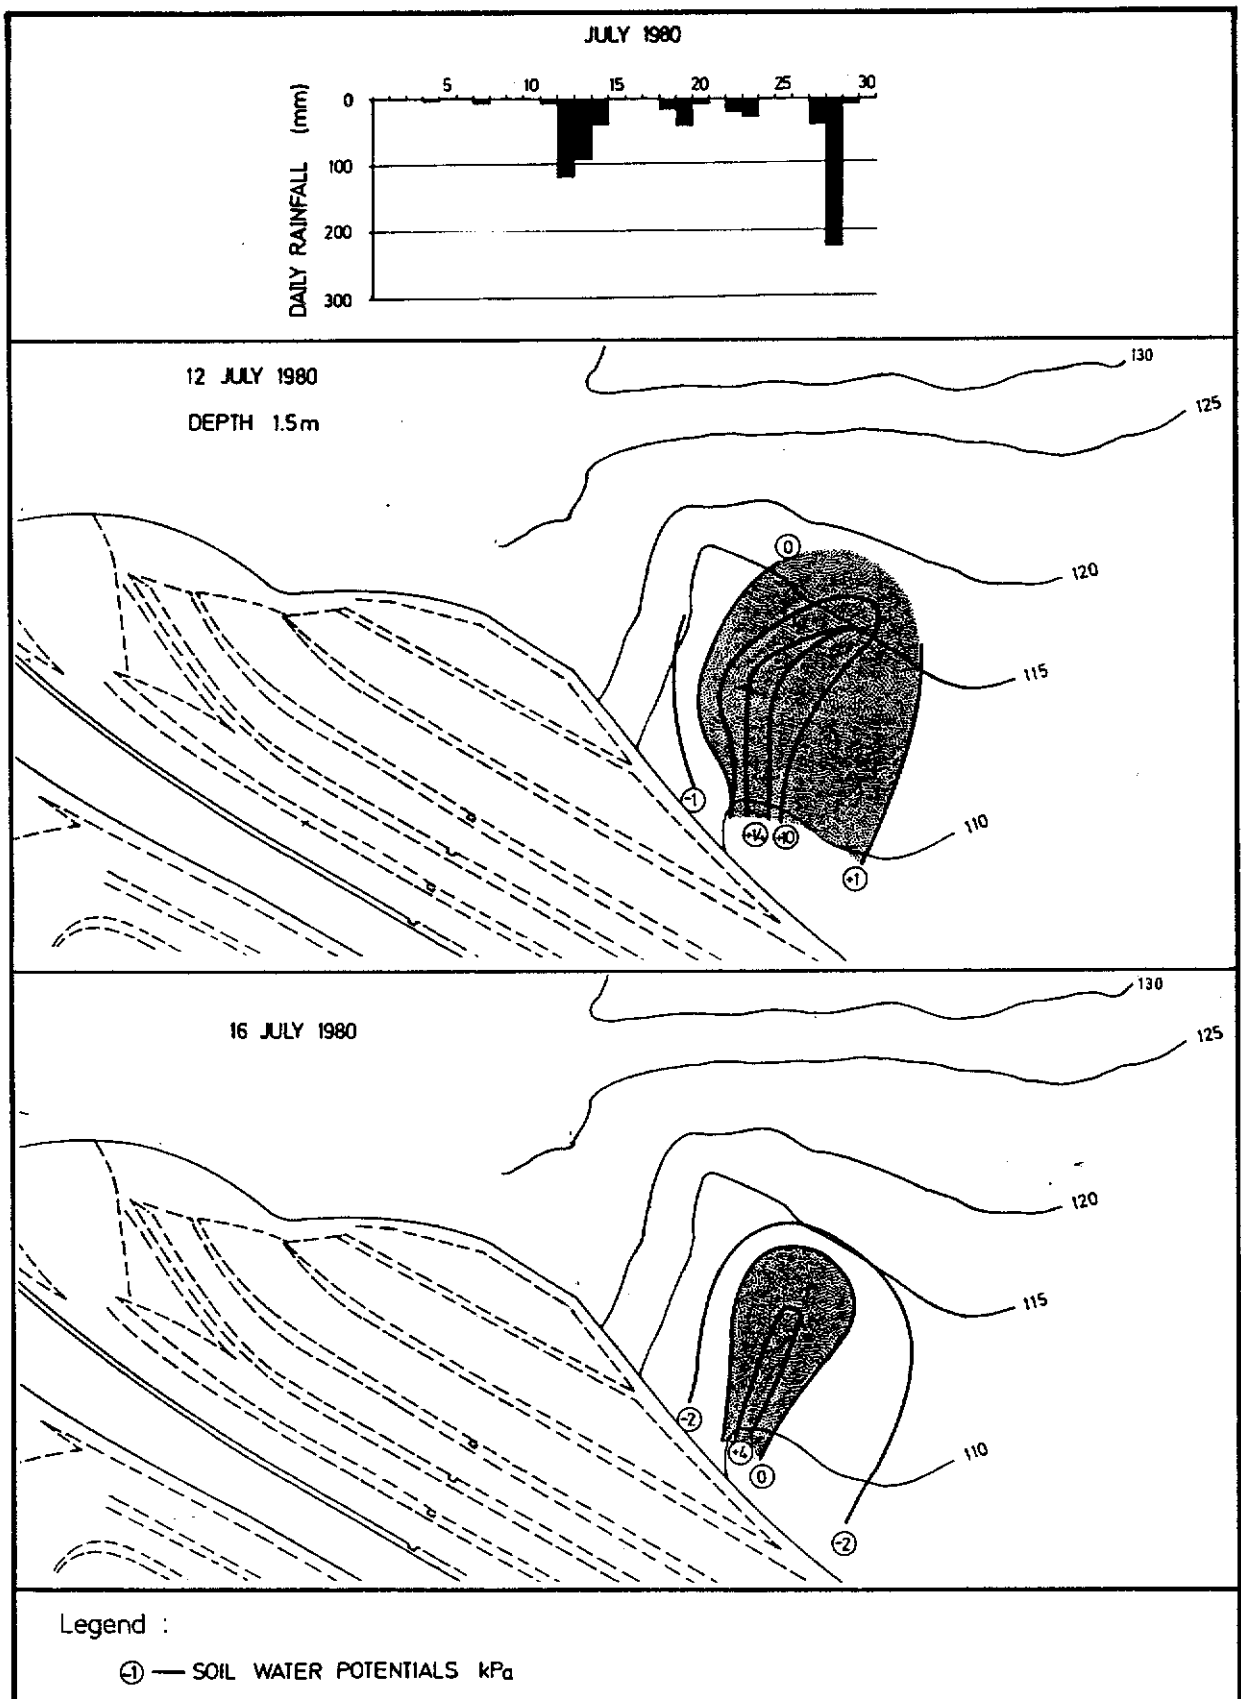 JULY 1980
5 10 15 20 25 30
DAILY RAINFALL (mm)
0
100
200
300
12 JULY 1980
DEPTH 1.5m
130
125
120
115
110
0
-1
+14
+10
+1
16 JULY 1980
130
125
120
115
110
-2
+4
0
-2
Legend :
-1 — SOIL WATER POTENTIALS kPa